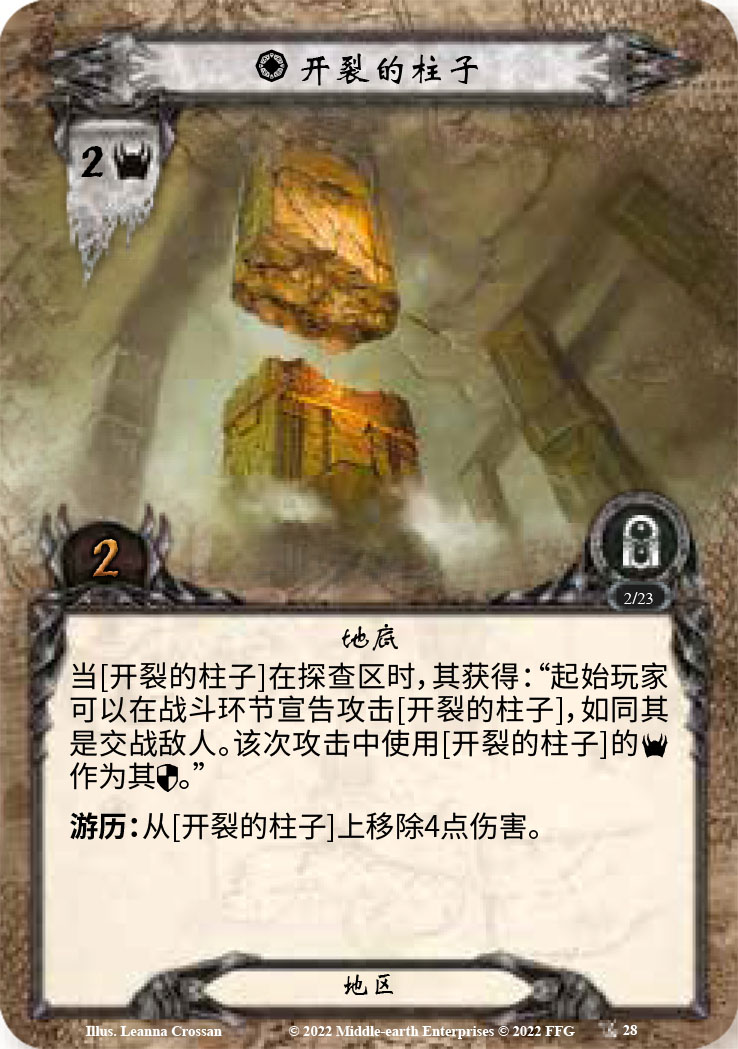 开裂的柱子
2
2
2/23
地底
当[开裂的柱子]在探查区时，其获得：“起始玩家
可以在战斗环节宣告攻击[开裂的柱子]，如同其
是交战敌人。该次攻击中使用[开裂的柱子]的
作为其。”
游历：从[开裂的柱子]上移除4点伤害。
地区
Illus. Leanna Crossan © 2022 Middle-earth Enterprises © 2022 FFG 28